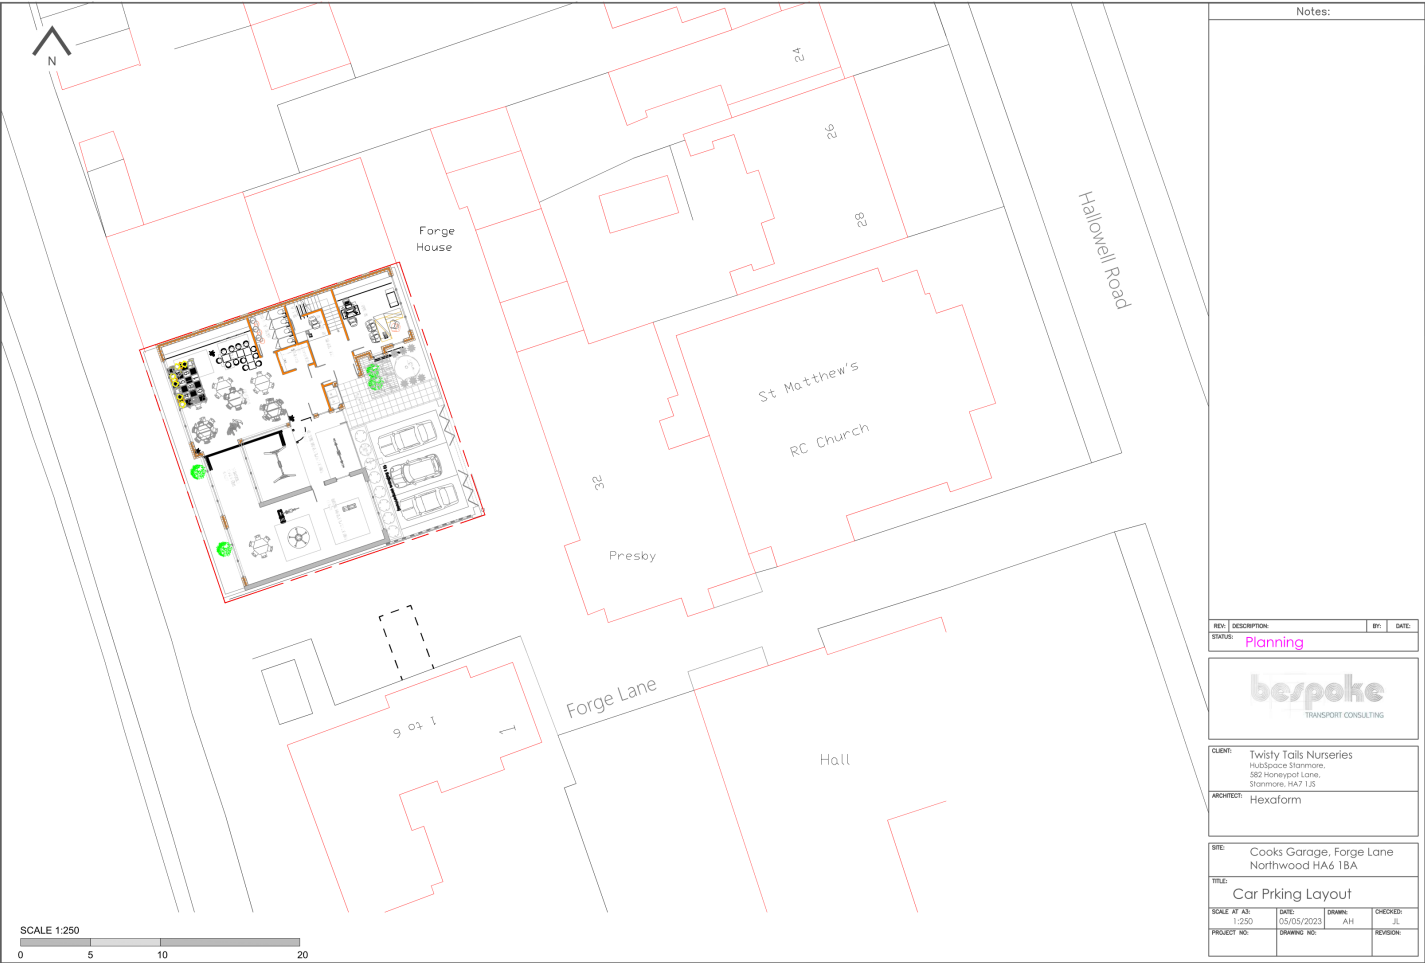 Notes:
N
24
26
28
Hallowell Road
Forge
House
St Matthew's
RC Church
32
Presby
Forge Lane
1 to 6
1
Hall
REV: DESCRIPTION: BY: DATE:
STATUS: Planning
bespoke
TRANSPORT CONSULTING
CLIENT: Twisty Tails Nurseries
HubSpace Stanmore,
582 Honeypot Lane,
Stanmore, HA7 1JS
ARCHITECT: Hexaform
SITE: Cooks Garage, Forge Lane
Northwood HA6 1BA
TITLE:
Car Prking Layout
SCALE AT A3: DATE: DRAWN: CHECKED:
1:250 05/05/2023 AH JL
PROJECT NO: DRAWING NO: REVISION:
SCALE 1:250
0 5 10 20